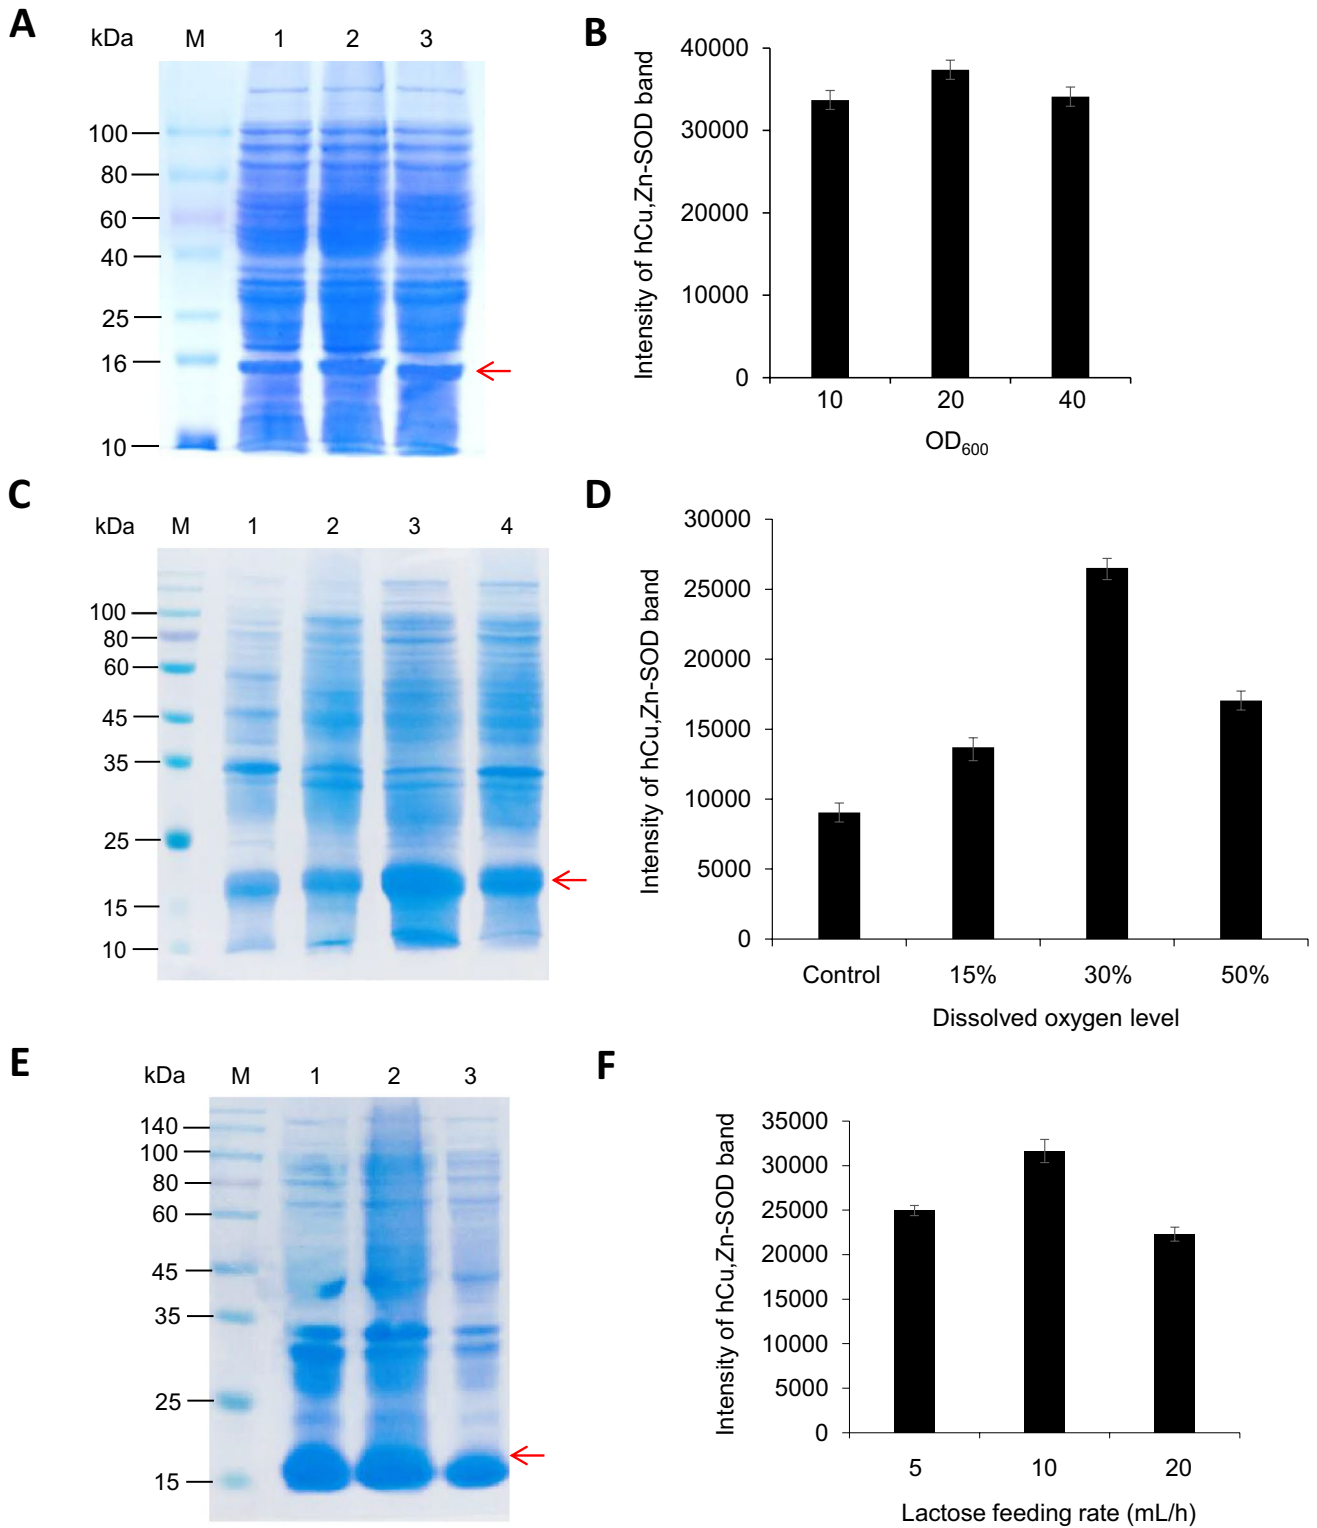 A
kDa M 1 2 3
100
80
60
40
25
16
10
B
Intensity of hCu,Zn-SOD band
40000
30000
20000
10000
0
10 20 40
OD600
C
kDa M 1 2 3 4
100
80
60
45
35
25
15
10
D
Intensity of hCu,Zn-SOD band
30000
25000
20000
15000
10000
5000
0
Control 15% 30% 50%
Dissolved oxygen level
E
kDa M 1 2 3
140
100
80
60
45
35
25
15
F
Intensity of hCu,Zn-SOD band
35000
30000
25000
20000
15000
10000
5000
0
5 10 20
Lactose feeding rate (mL/h)